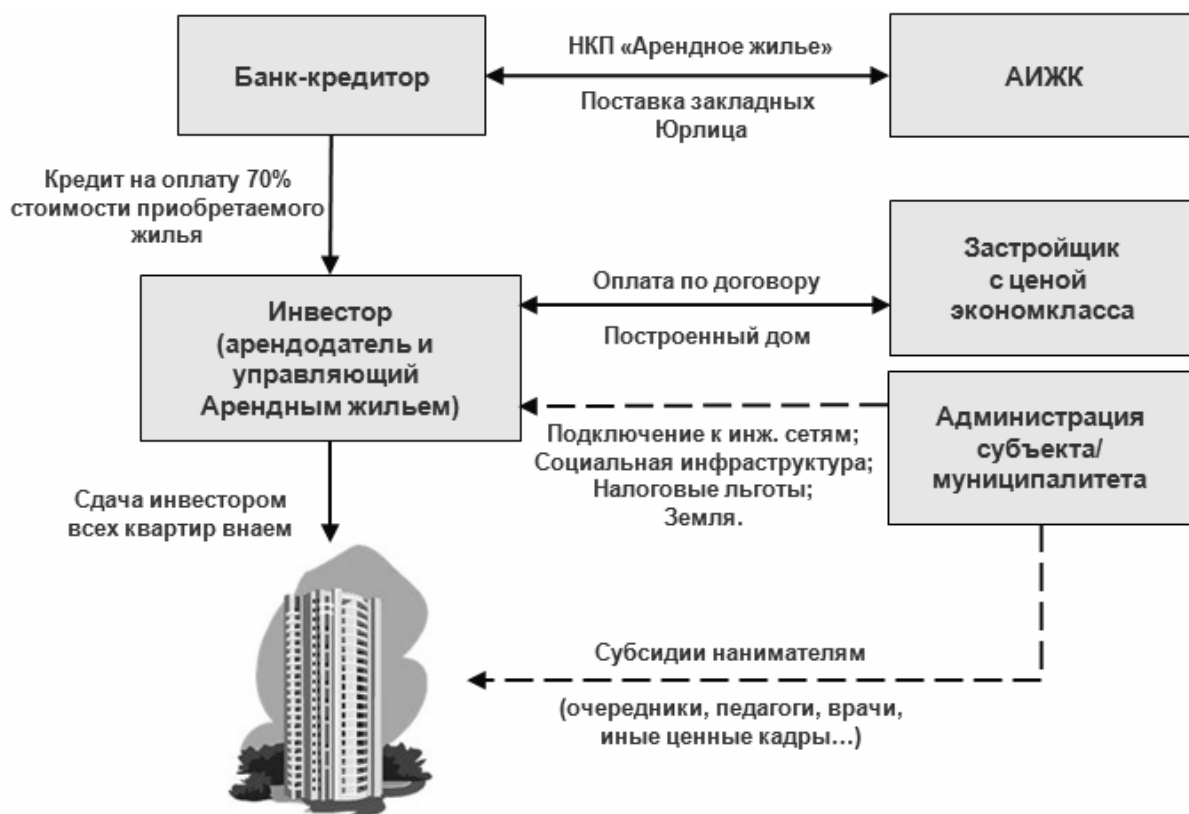 НКП «Арендное жилье»
Банк-кредитор
АИЖК
Поставка закладных
Юрлица
Кредит на оплату 70%
стоимости приобретаемого
жилья
Застройщик
с ценой
экономкласса
Оплата по договору
Построенный дом
Инвестор
(арендодатель и
управляющий
Арендным жильем)
Администрация
субъекта/
муниципалитета
Подключение к инж. сетям;
Социальная инфраструктура;
Налоговые льготы;
Земля.
Сдача инвестором
всех квартир внаем
Субсидии нанимателям
(очередники, педагоги, врачи,
иные ценные кадры...)